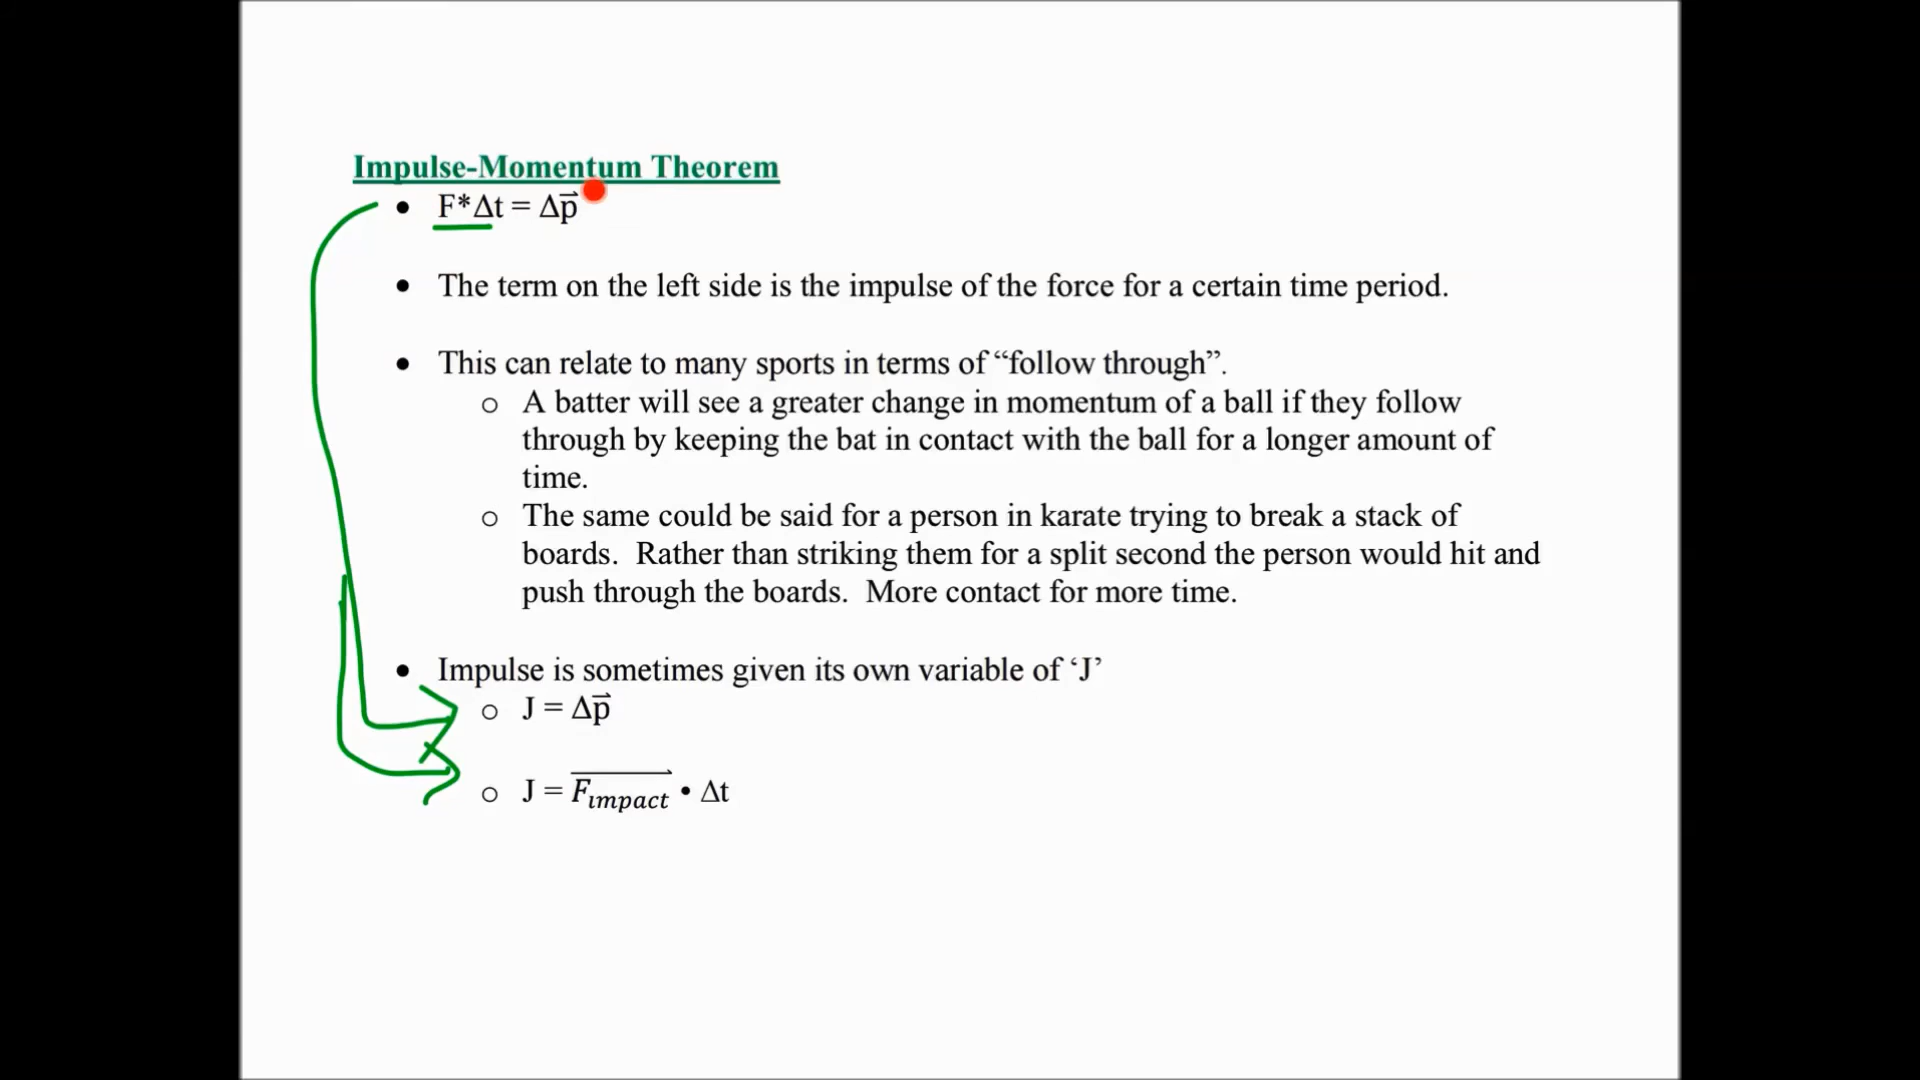 Impulse-Momentum Theorem
• F*Δt = Δp⃗
• The term on the left side is the impulse of the force for a certain time period.
• This can relate to many sports in terms of “follow through”.
o A batter will see a greater change in momentum of a ball if they follow
through by keeping the bat in contact with the ball for a longer amount of
time.
o The same could be said for a person in karate trying to break a stack of
boards. Rather than striking them for a split second the person would hit and
push through the boards. More contact for more time.
• Impulse is sometimes given its own variable of ‘J’
o J = Δp⃗
o J = F⃗ımpact • Δt